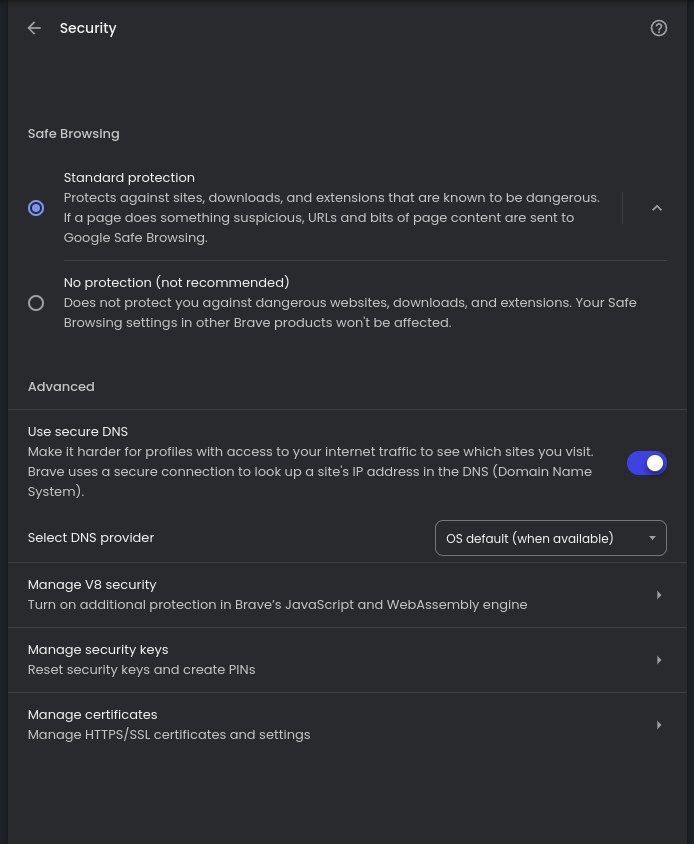 Security
Safe Browsing
Standard protection
Protects against sites, downloads, and extensions that are known to be dangerous.
If a page does something suspicious, URLs and bits of page content are sent to
Google Safe Browsing.
No protection (not recommended)
Does not protect you against dangerous websites, downloads, and extensions. Your Safe
Browsing settings in other Brave products won't be affected.
Advanced
Use secure DNS
Make it harder for profiles with access to your internet traffic to see which sites you visit.
Brave uses a secure connection to look up a site's IP address in the DNS (Domain Name
System).
Select DNS provider
OS default (when available)
Manage V8 security
Turn on additional protection in Brave’s JavaScript and WebAssembly engine
Manage security keys
Reset security keys and create PINs
Manage certificates
Manage HTTPS/SSL certificates and settings